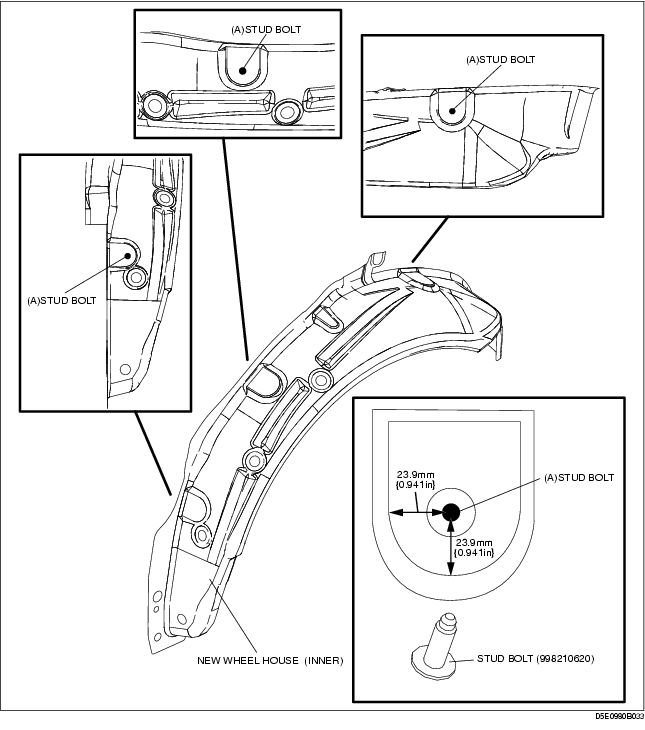 (A)STUD BOLT
(A)STUD BOLT
(A)STUD BOLT
23.9mm
{0.941in}
(A)STUD BOLT
23.9mm
{0.941in}
STUD BOLT (998210620)
NEW WHEEL HOUSE (INNER)
D5E0980B033